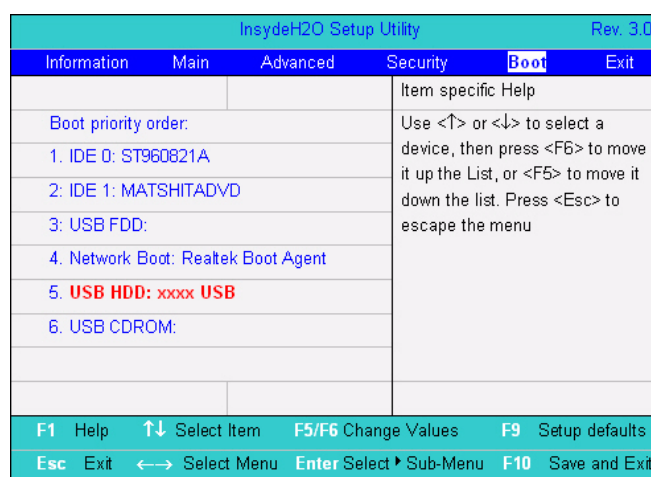 InsydeH2O Setup Utility Rev. 3.0
Information Main Advanced Security Boot Exit
Item specific Help
Boot priority order:
1. IDE 0: ST960821A
2: IDE 1: MATSHITADVD
3: USB FDD:
4. Network Boot: Realtek Boot Agent
5. USB HDD: xxxx USB
6. USB CDROM:
Use <↑> or <↓> to select a
device, then press <F6> to move
it up the List, or <F5> to move it
down the list. Press <Esc> to
escape the menu
F1 Help ↑↓ Select Item F5/F6 Change Values F9 Setup defaults
Esc Exit ←→ Select Menu Enter Select ▸ Sub-Menu F10 Save and Exit